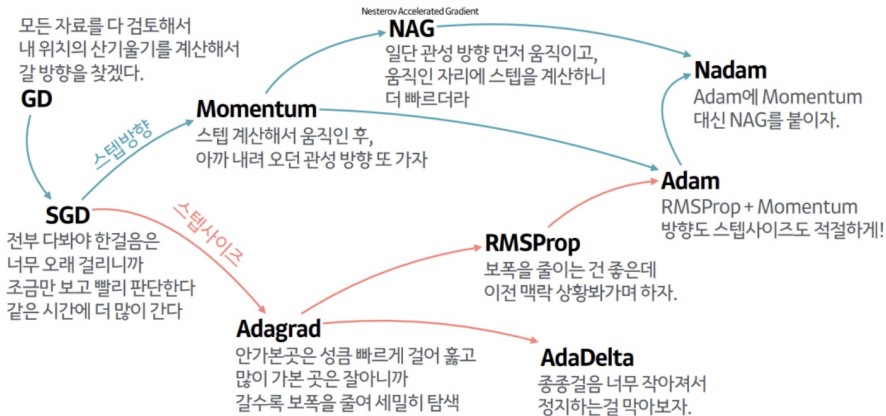 모든 자료를 다 검토해서
내 위치의 산기울기를 계산해서
갈 방향을 찾겠다.
GD
Nesterov Accelerated Gradient
NAG
일단 관성 방향 먼저 움직이고,
움직인 자리에 스텝을 계산하니
더 빠르더라
Nadam
Adam에 Momentum
대신 NAG를 붙이자.
Momentum
스텝 계산해서 움직인 후,
아까 내려 오던 관성 방향 또 가자
스텝방향
SGD
전부 다봐야 한걸음은
너무 오래 걸리니까
조금만 보고 빨리 판단한다
같은 시간에 더 많이 간다
스텝사이즈
Adam
RMSProp + Momentum
방향도 스텝사이즈도 적절하게!
RMSProp
보폭을 줄이는 건 좋은데
이전 맥락 상황봐가며 하자.
Adagrad
안가본곳은 성큼 빠르게 걸어 훑고
많이 가본 곳은 잘아니까
갈수록 보폭을 줄여 세밀히 탐색
AdaDelta
종종걸음 너무 작아져서
정지하는걸 막아보자.